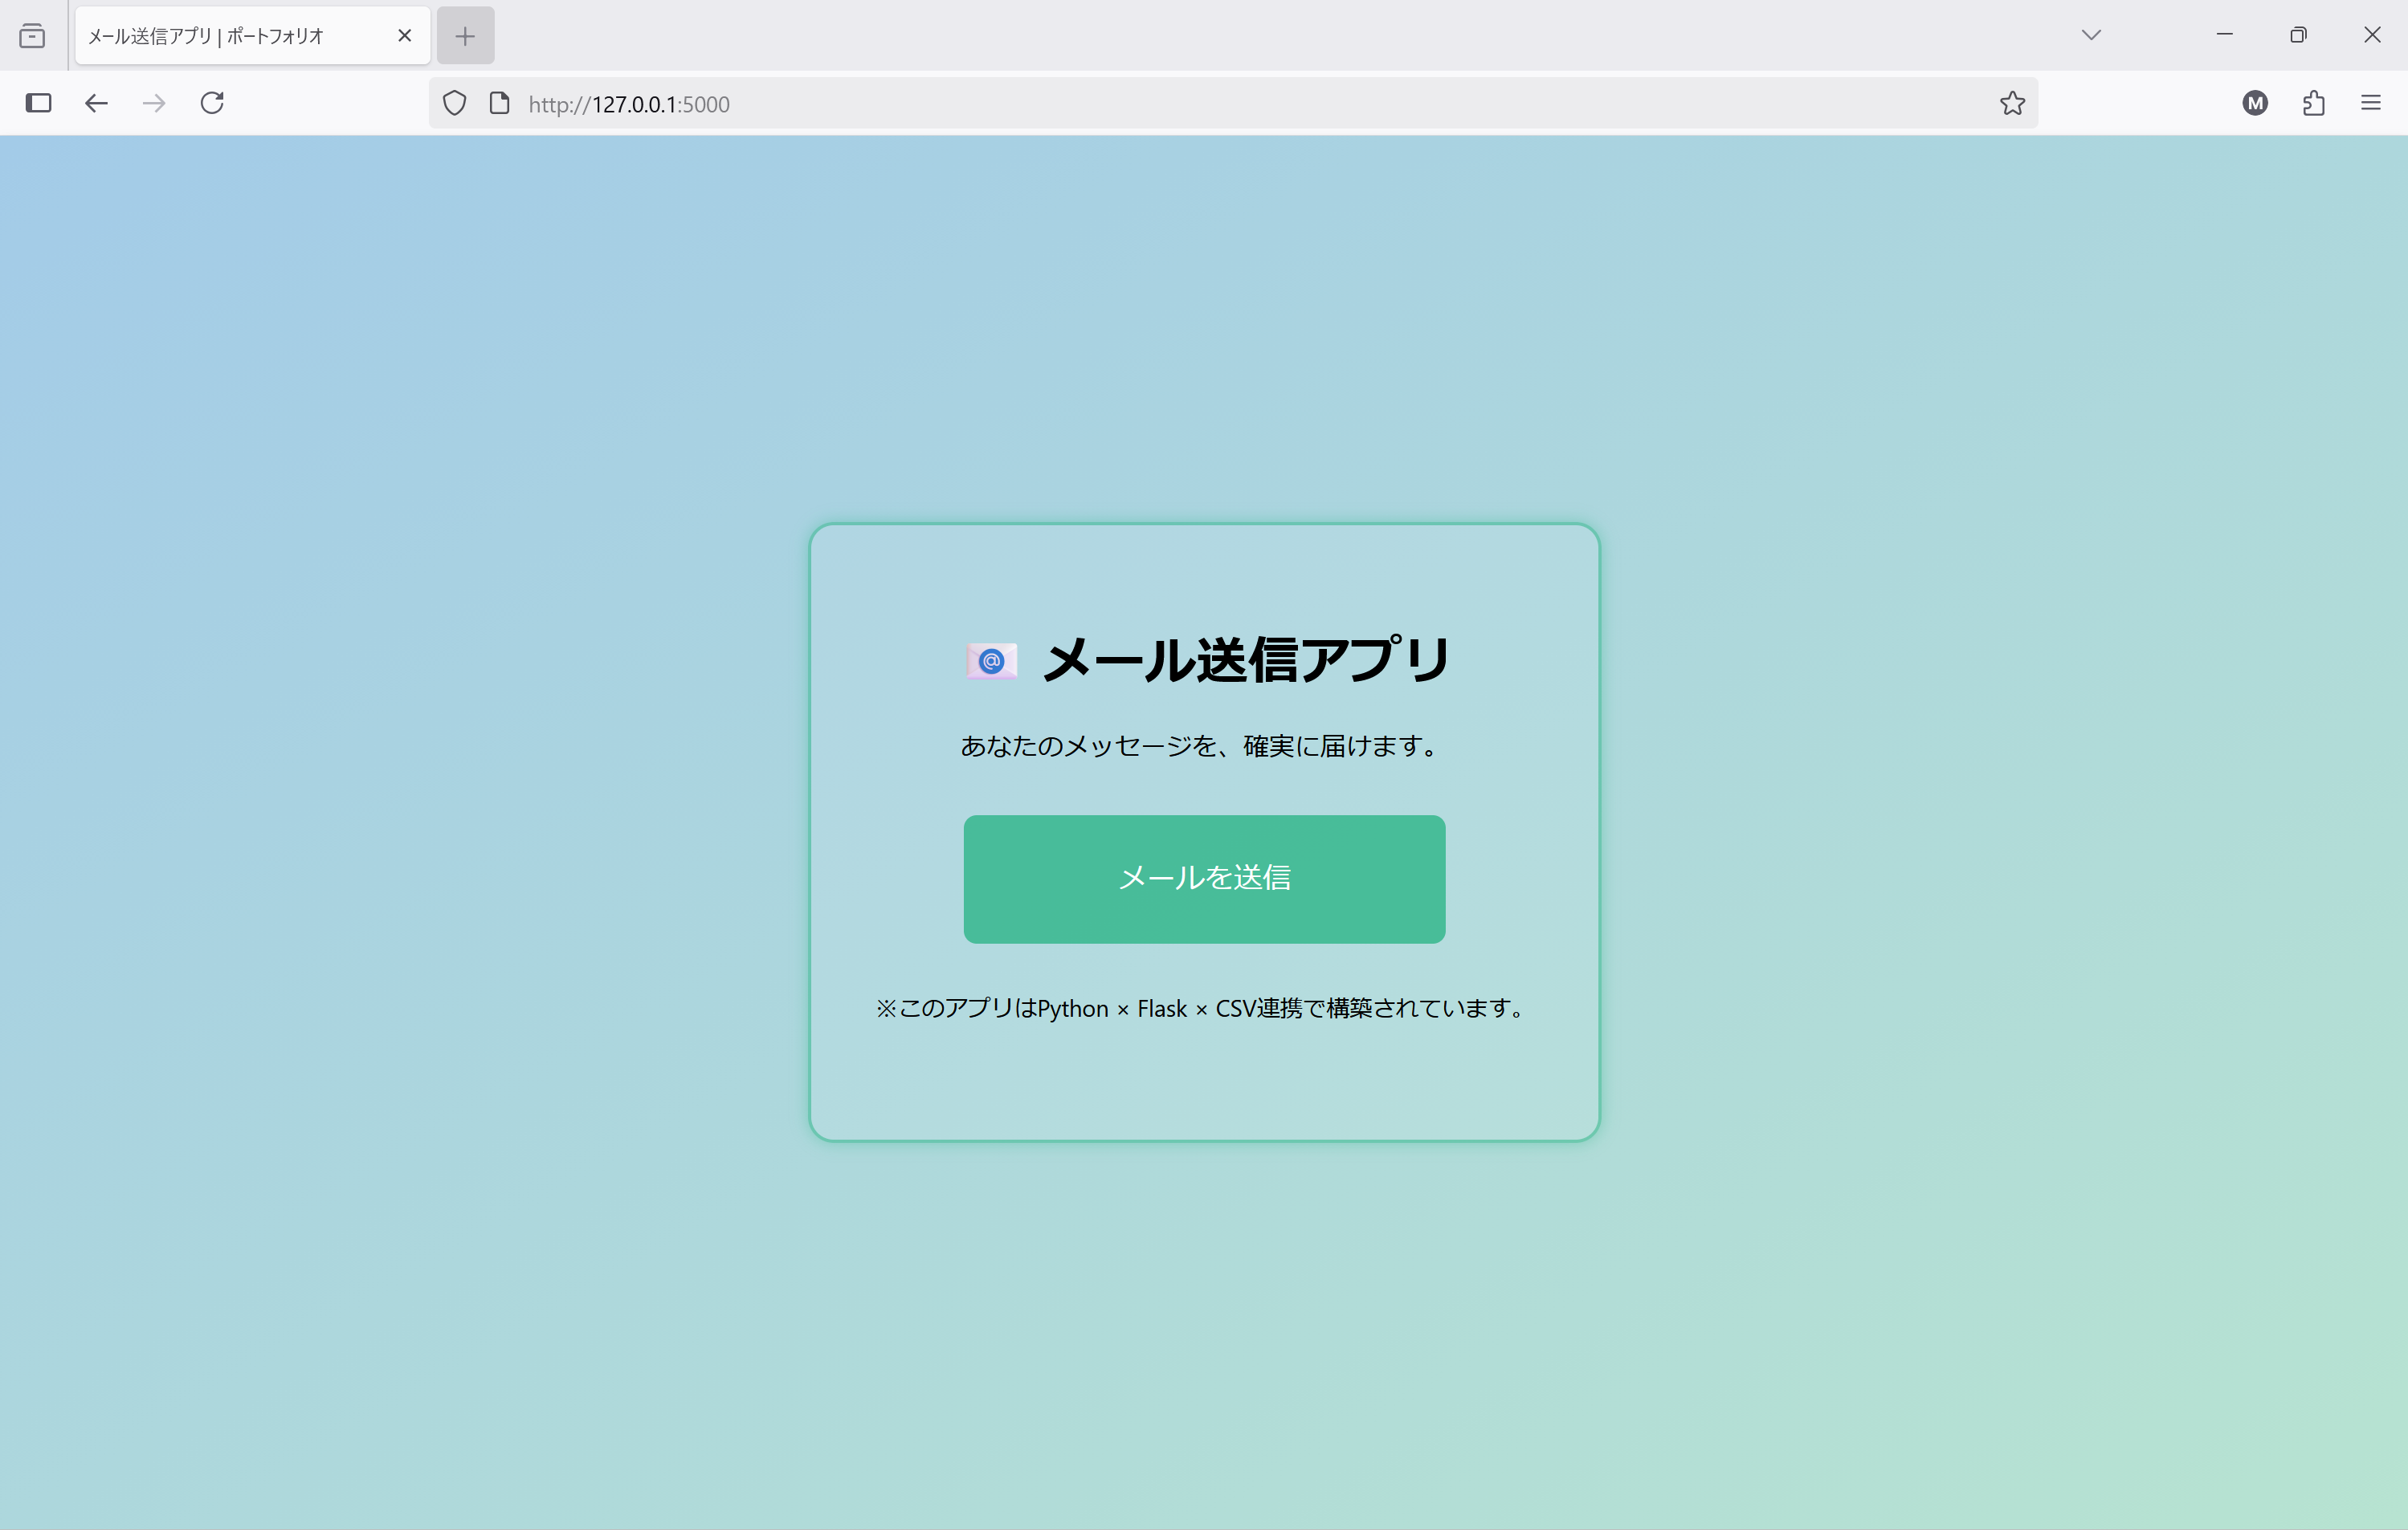 メール送信アプリ | ポートフォリオ
http://127.0.0.1:5000
M
メール送信アプリ
あなたのメッセージを、確実に届けます。
メールを送信
※このアプリはPython × Flask × CSV連携で構築されています。